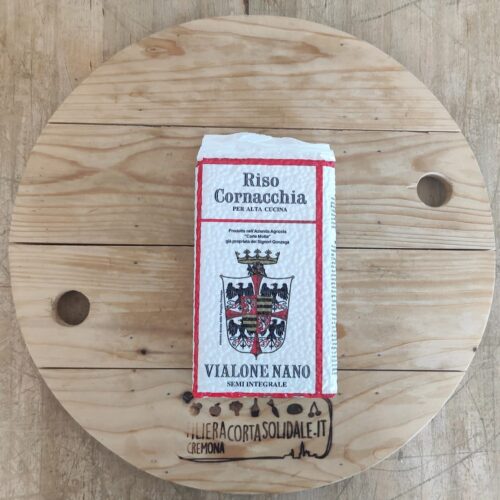 Riso
Cornacchia
PER ALTA CUCINA
Prodotto nell'Azienda Agricola
"Corte Motta"
già proprietà dei Signori Gonzaga
VIALONE NANO
SEMI INTEGRALE
FILIERACORTASOLIDALE.IT
CREMONA